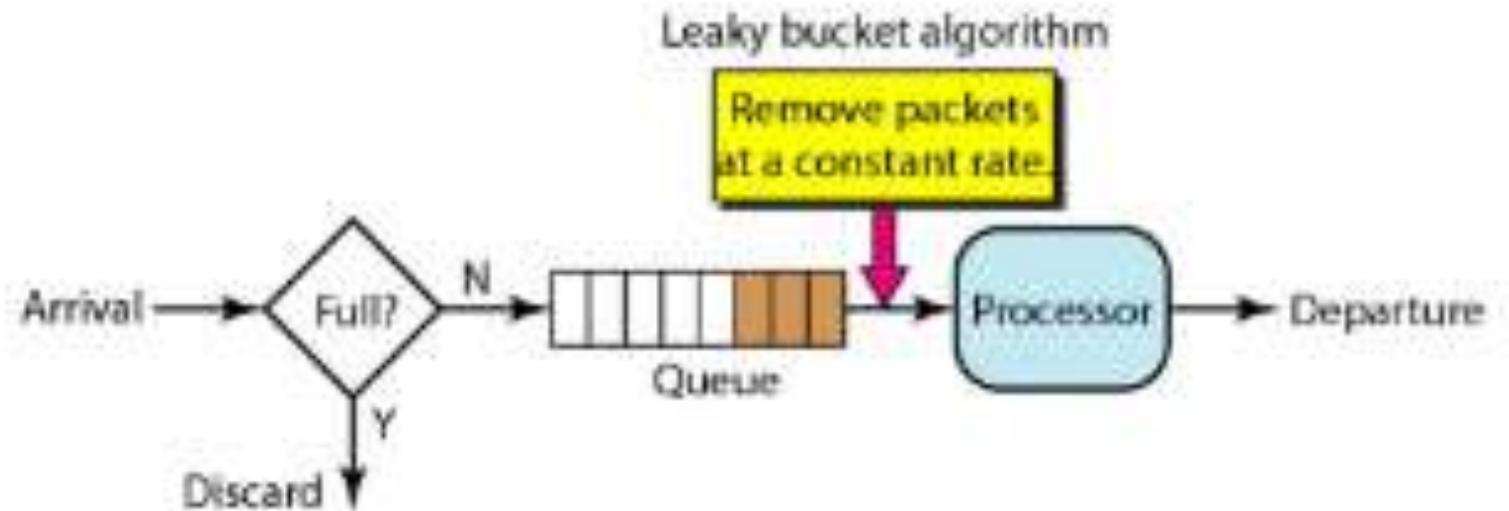 Leaky bucket algorithm
Remove packets
at a constant rate.
Arrival
Full?
N
Y
Discard
Queue
Processor
Departure